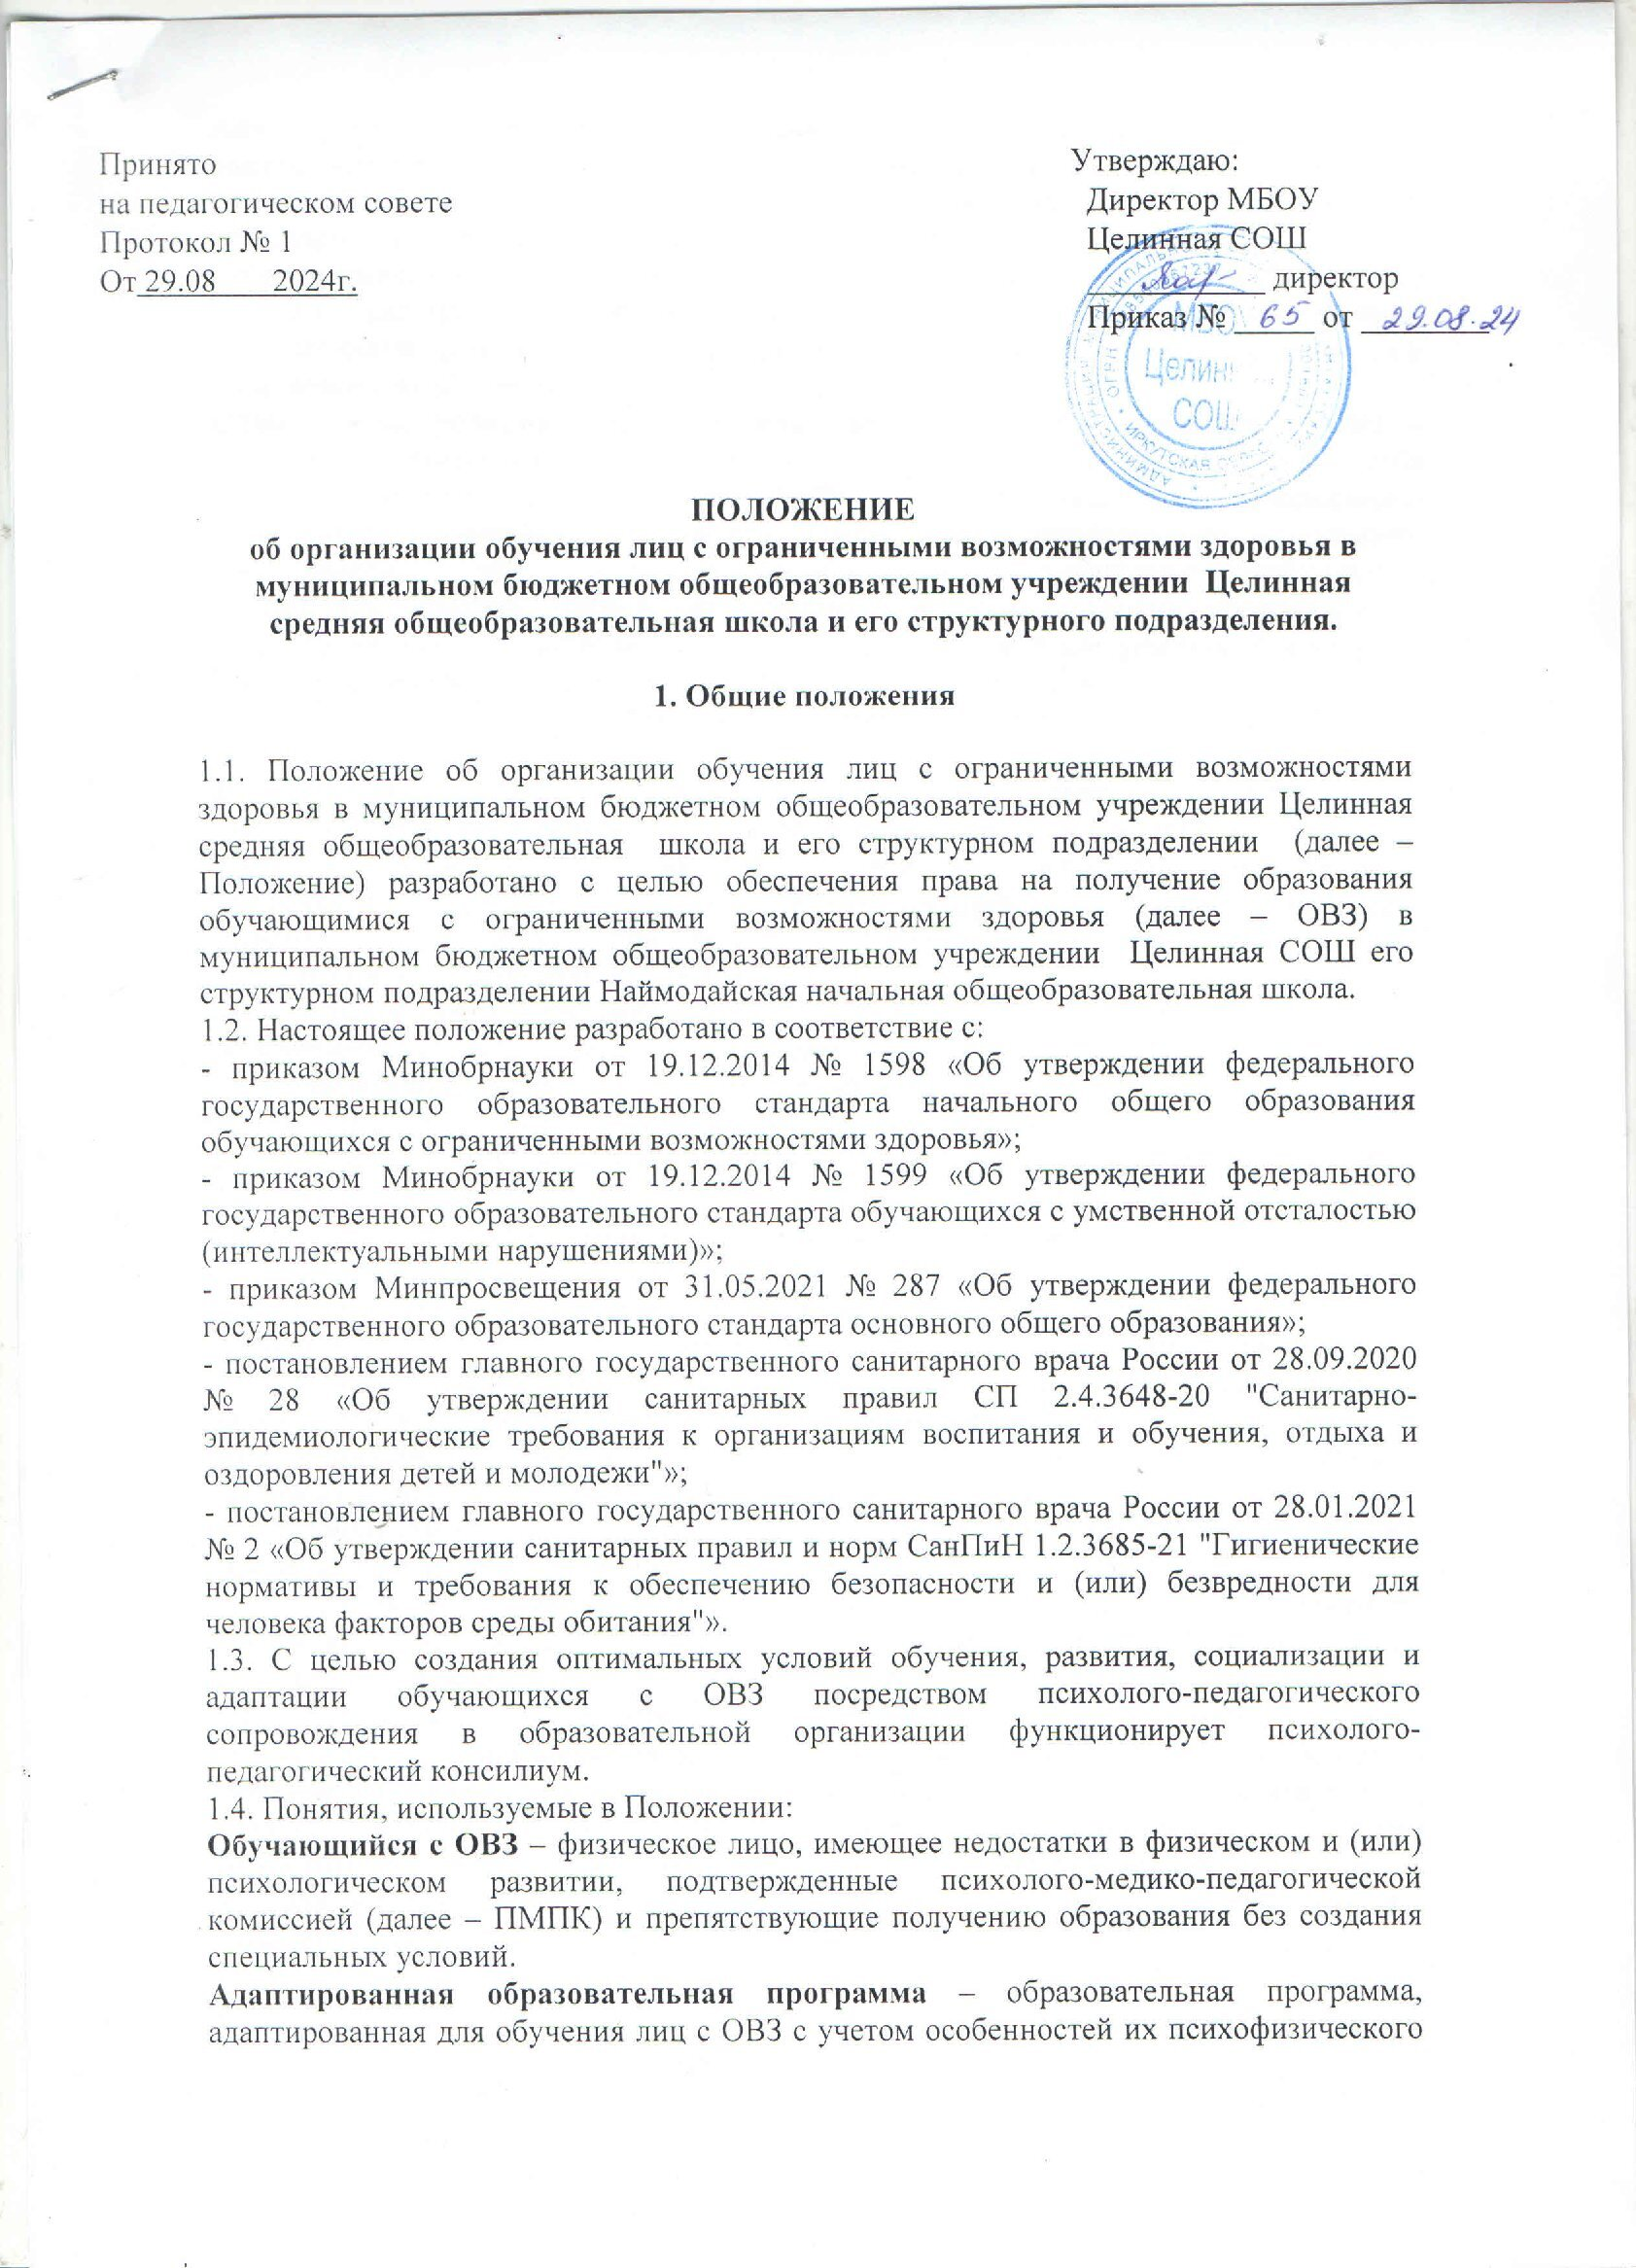 Принято
на педагогическом совете
Протокол № 1
От 29.08 2024г.
Утверждаю:
Директор МБОУ
Целинная СОШ
директор
Приказ № 65 от 29.08.24
МБОУ
СОШ
ИРКУТСКАЯ
ОГРН
ПОЛОЖЕНИЕ
об организации обучения лиц с ограниченными возможностями здоровья в
муниципальном бюджетном общеобразовательном учреждении Целинная
средняя общеобразовательная школа и его структурного подразделения.
1. Общие положения
1.1. Положение об организации обучения лиц с ограниченными возможностями
здоровья в муниципальном бюджетном общеобразовательном учреждении Целинная
средняя общеобразовательная школа и его структурном подразделении (далее –
Положение) разработано с целью обеспечения права на получение образования
обучающимися с ограниченными возможностями здоровья (далее – ОВЗ) в
муниципальном бюджетном общеобразовательном учреждении Целинная СОШ его
структурном подразделении Наймодайская начальная общеобразовательная школа.
1.2. Настоящее положение разработано в соответствие с:
- приказом Минобрнауки от 19.12.2014 № 1598 «Об утверждении федерального
государственного образовательного стандарта начального общего образования
обучающихся с ограниченными возможностями здоровья»;
- приказом Минобрнауки от 19.12.2014 № 1599 «Об утверждении федерального
государственного образовательного стандарта обучающихся с умственной отсталостью
(интеллектуальными нарушениями)»;
- приказом Минпросвещения от 31.05.2021 № 287 «Об утверждении федерального
государственного образовательного стандарта основного общего образования»;
- постановлением главного государственного санитарного врача России от 28.09.2020
№ 28 «Об утверждении санитарных правил СП 2.4.3648-20 "Санитарно-
эпидемиологические требования к организациям воспитания и обучения, отдыха и
оздоровления детей и молодежи"»;
- постановлением главного государственного санитарного врача России от 28.01.2021
№ 2 «Об утверждении санитарных правил и норм СанПиН 1.2.3685-21 "Гигиенические
нормативы и требования к обеспечению безопасности и (или) безвредности для
человека факторов среды обитания"».
1.3. С целью создания оптимальных условий обучения, развития, социализации и
адаптации обучающихся с ОВЗ посредством психолого-педагогического
сопровождения в образовательной организации функционирует психолого-
педагогический консилиум.
1.4. Понятия, используемые в Положении:
Обучающийся с ОВЗ – физическое лицо, имеющее недостатки в физическом и (или)
психологическом развитии, подтвержденные психолого-медико-педагогической
комиссией (далее – ПМПК) и препятствующие получению образования без создания
специальных условий.
Адаптированная образовательная программа – образовательная программа,
адаптированная для обучения лиц с ОВЗ с учетом особенностей их психофизического